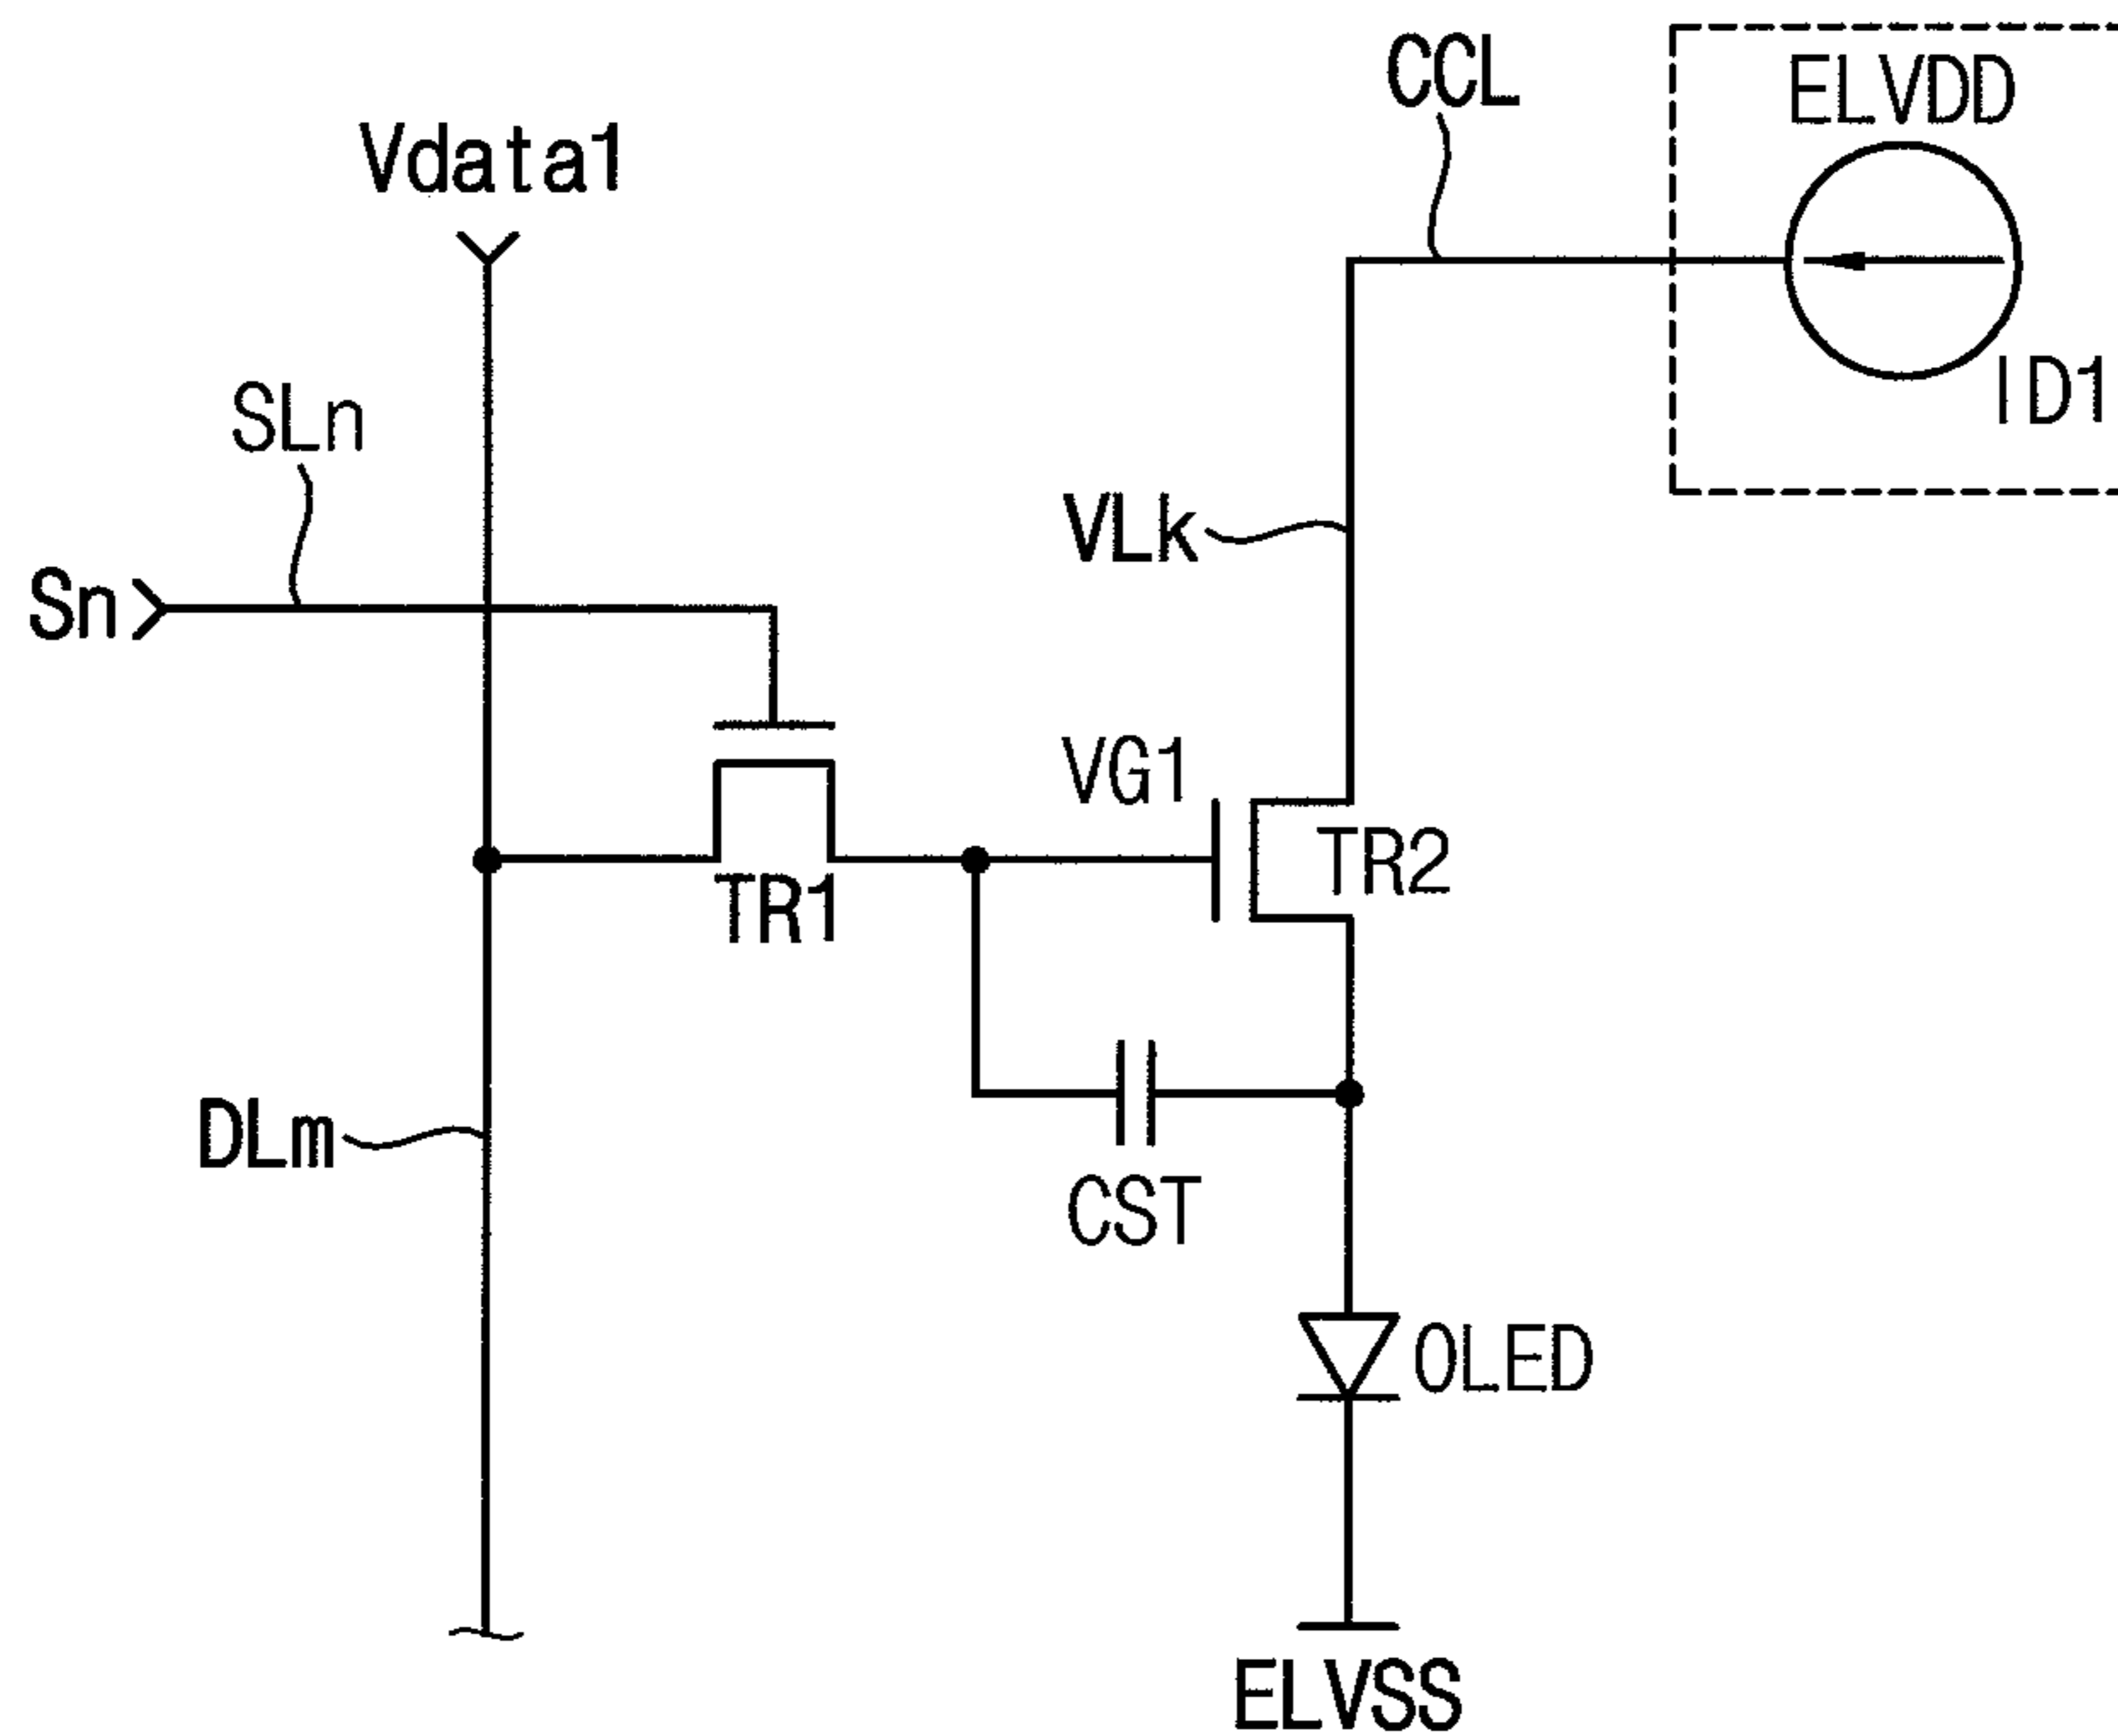 CCL
ELVDD
Vdata1
ID1
SLn
VLk
Sn
VG1
TR2
TR1
DLm
CST
OLED
ELVSS